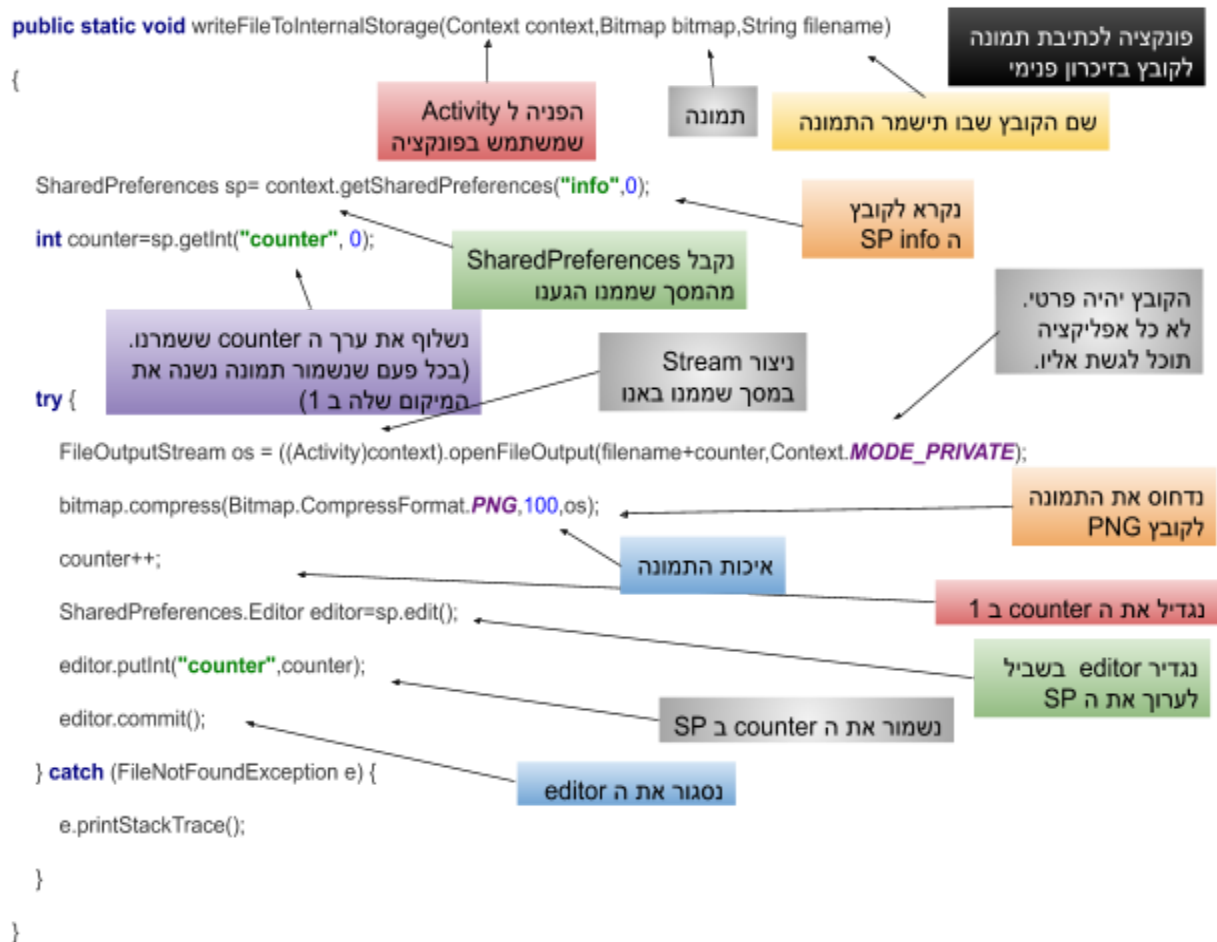 public static void writeFileToInternalStorage(Context context,Bitmap bitmap,String filename)
פונקציה לכתיבת תמונה
לקובץ בזיכרון פנימי
{
הפניה ל Activity
שמשתמש בפונקציה
תמונה
שם הקובץ שבו תישמר התמונה
SharedPreferences sp= context.getSharedPreferences("info",0);
נקרא לקובץ
ה SP info
int counter=sp.getInt("counter", 0);
נקבל SharedPreferences
מהמסך שממנו הגענו
הקובץ יהיה פרטי.
לא כל אפליקציה
תוכל לגשת אליו.
נשלוף את ערך ה counter ששמרנו.
(בכל פעם שנשמור תמונה נשנה את
המיקום שלה ב 1)
ניצור Stream
במסך שממנו באנו
try {
FileOutputStream os = ((Activity)context).openFileOutput(filename+counter,Context.MODE_PRIVATE);
bitmap.compress(Bitmap.CompressFormat.PNG,100,os);
נדחוס את התמונה
לקובץ PNG
איכות התמונה
counter++;
נגדיל את ה counter ב 1
SharedPreferences.Editor editor=sp.edit();
נגדיר editor בשביל
לערוך את ה SP
editor.putInt("counter",counter);
נשמור את ה counter ב SP
editor.commit();
נסגור את ה editor
} catch (FileNotFoundException e) {
e.printStackTrace();
}
}